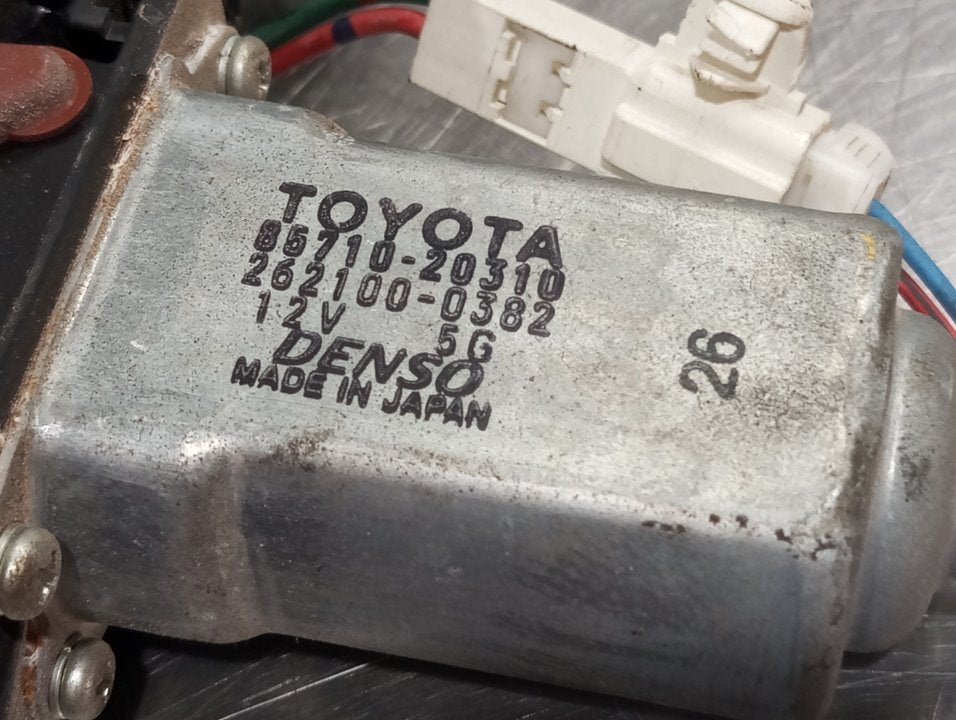 TOYOTA
85710-20310
262100-0382
12V 5G
DENSO
MADE IN JAPAN
26